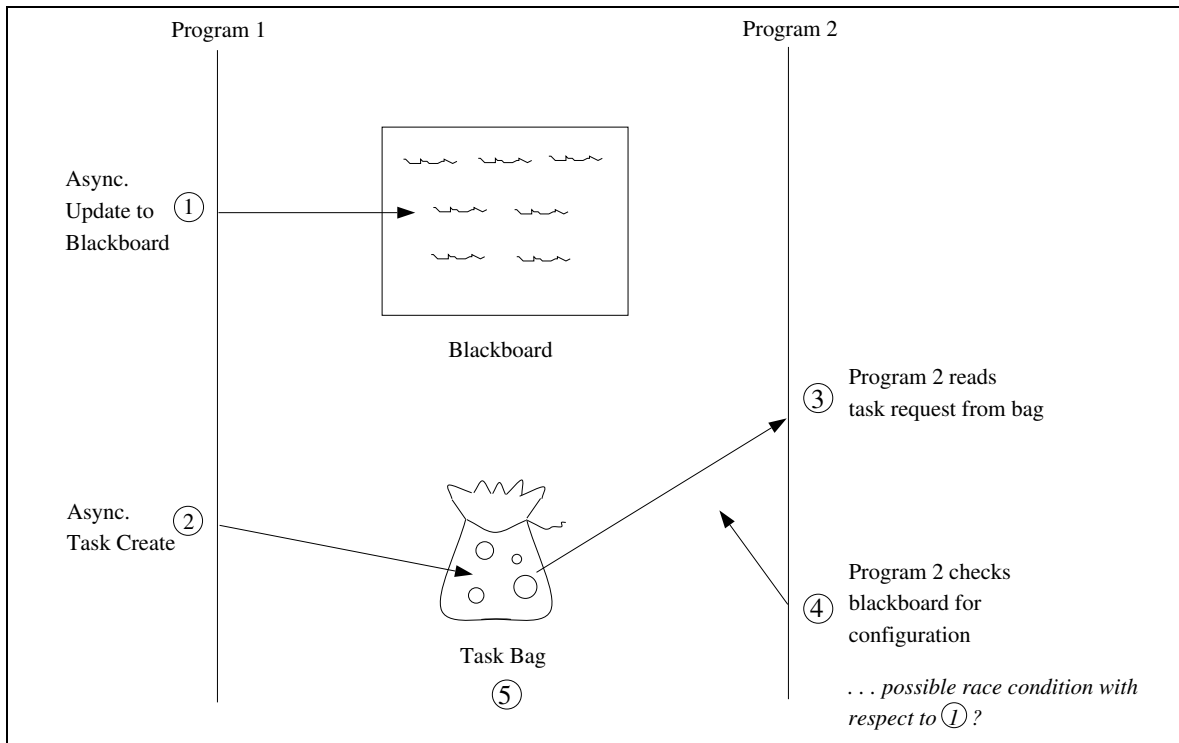 Program 1
Program 2
Async.
Update to
Blackboard
1
Blackboard
3
Program 2 reads
task request from bag
Async.
Task Create
2
Program 2 checks
blackboard for
configuration
4
Task Bag
5
. . . possible race condition with
respect to 1 ?